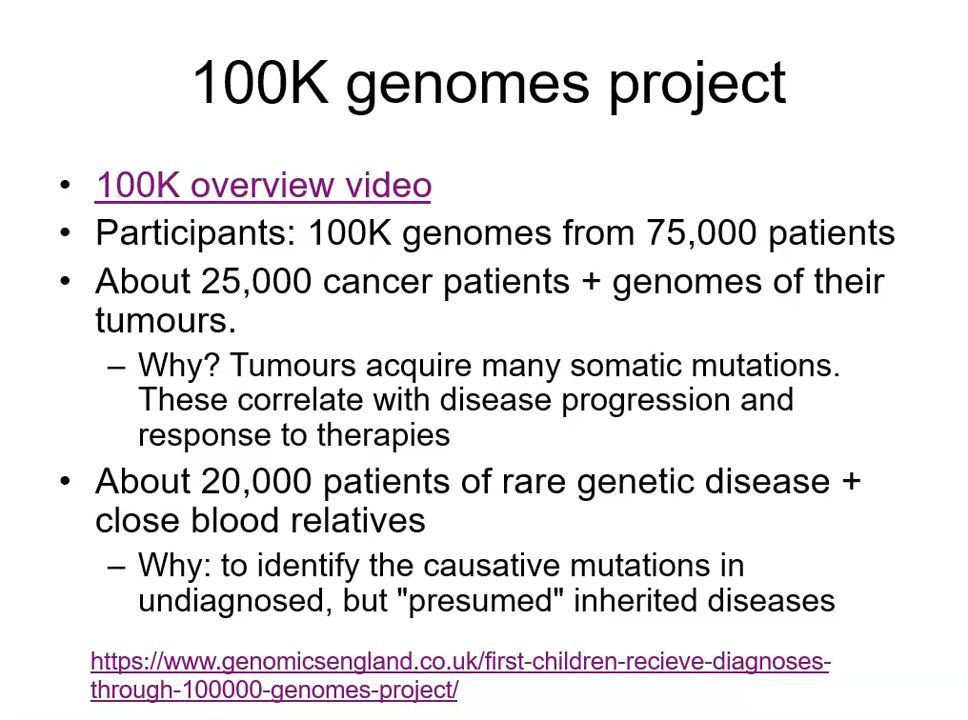 100K genomes project
• 100K overview video
• Participants: 100K genomes from 75,000 patients
• About 25,000 cancer patients + genomes of their
tumours.
– Why? Tumours acquire many somatic mutations.
These correlate with disease progression and
response to therapies
• About 20,000 patients of rare genetic disease +
close blood relatives
– Why: to identify the causative mutations in
undiagnosed, but "presumed" inherited diseases
https://www.genomicsengland.co.uk/first-children-recieve-diagnoses-
through-100000-genomes-project/